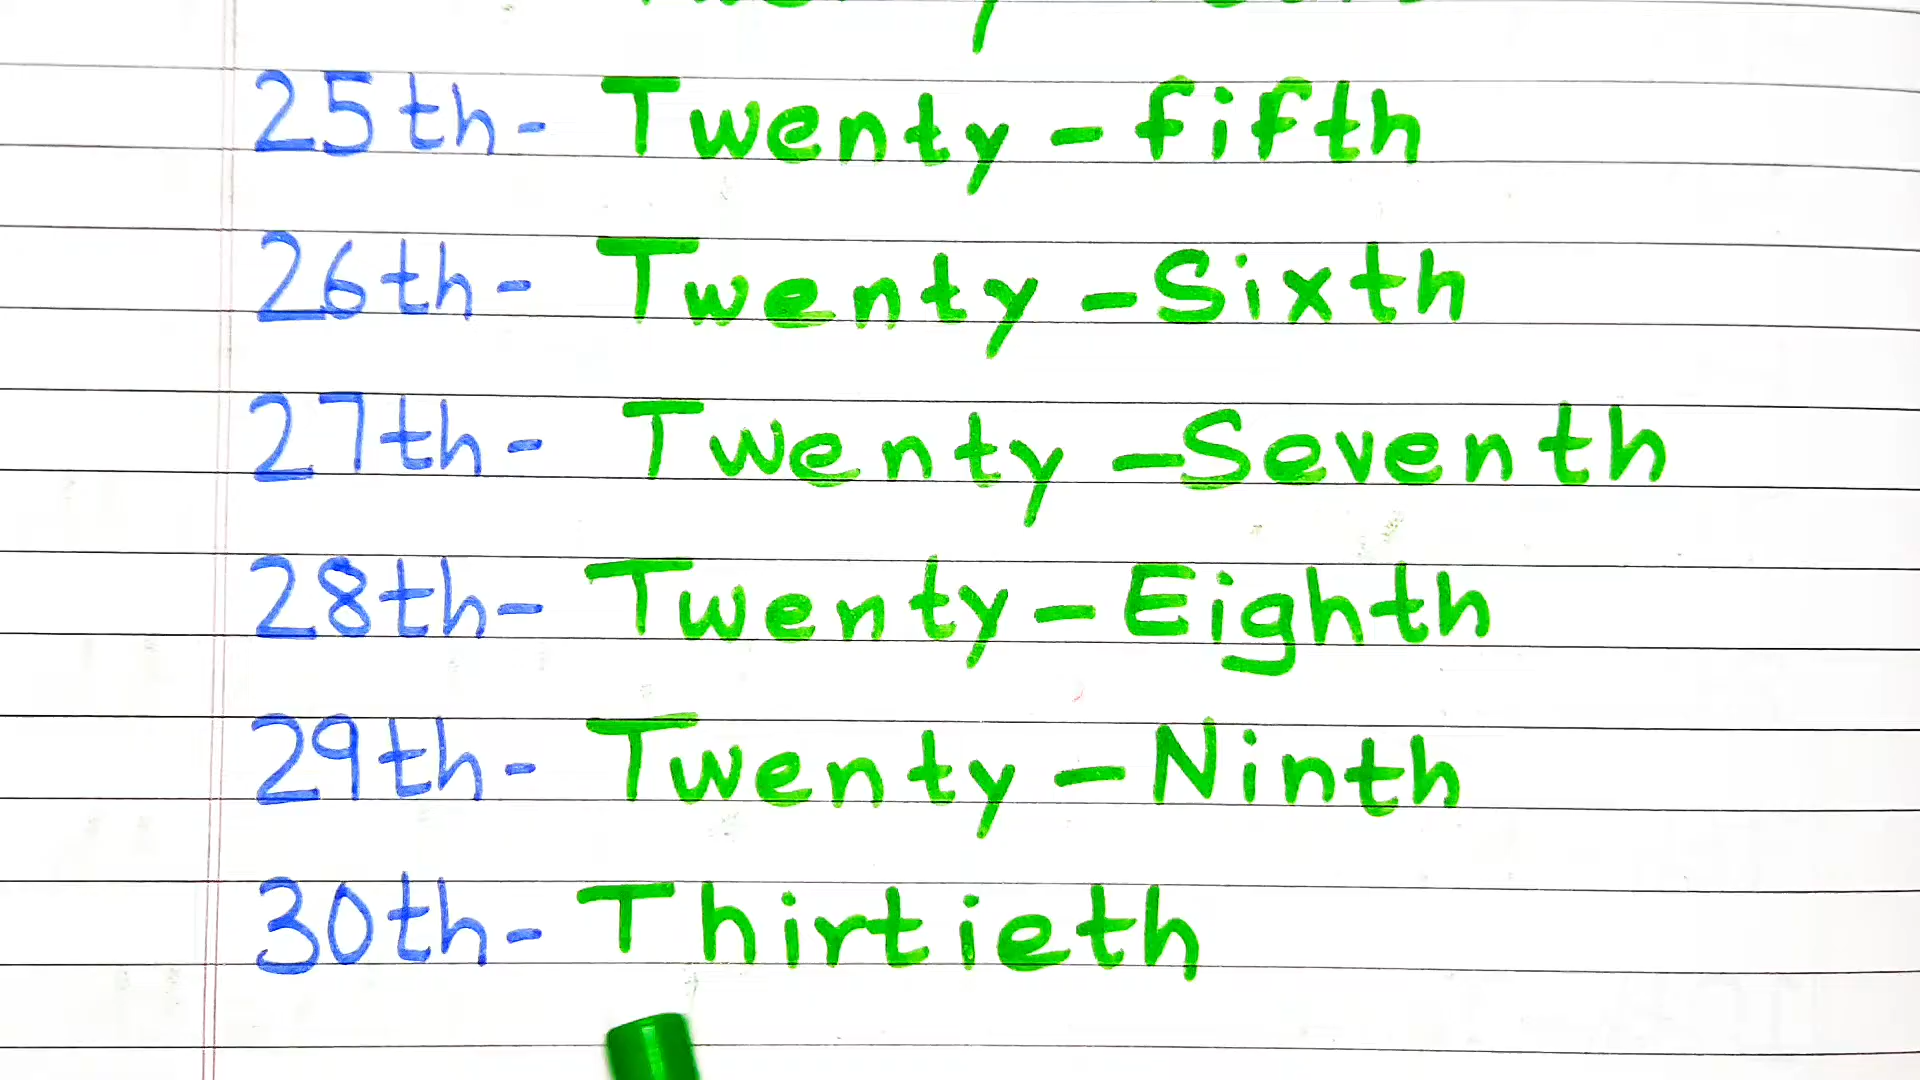 25th- Twenty-fifth
26th- Twenty-Sixth
27th- Twenty-Seventh
28th- Twenty-Eighth
29th- Twenty-Ninth
30th- Thirtieth